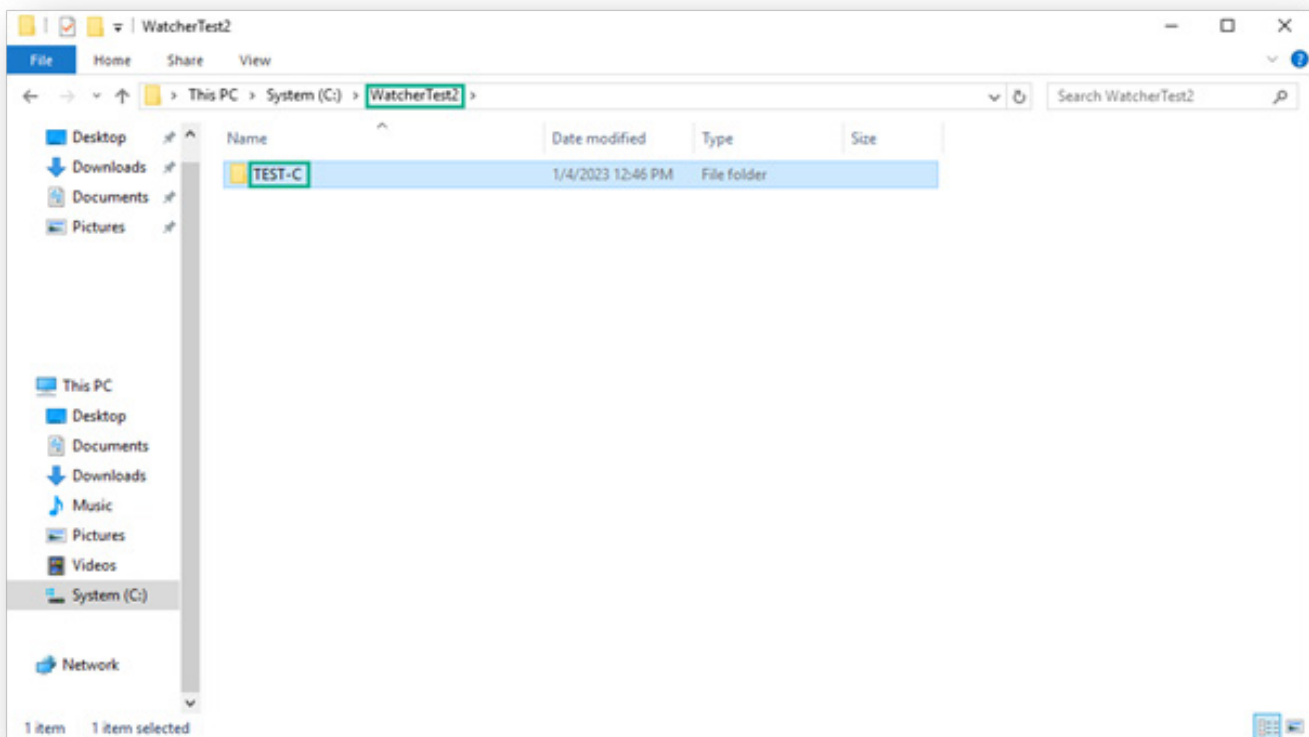 WatcherTest2
File Home Share View
This PC System (C:) WatcherTest2 Search WatcherTest2
Name Date modified Type Size
TEST-C 1/4/2023 12:46 PM File folder
Desktop
Downloads
Documents
Pictures
This PC
Desktop
Documents
Downloads
Music
Pictures
Videos
System (C:)
Network
1 item 1 item selected